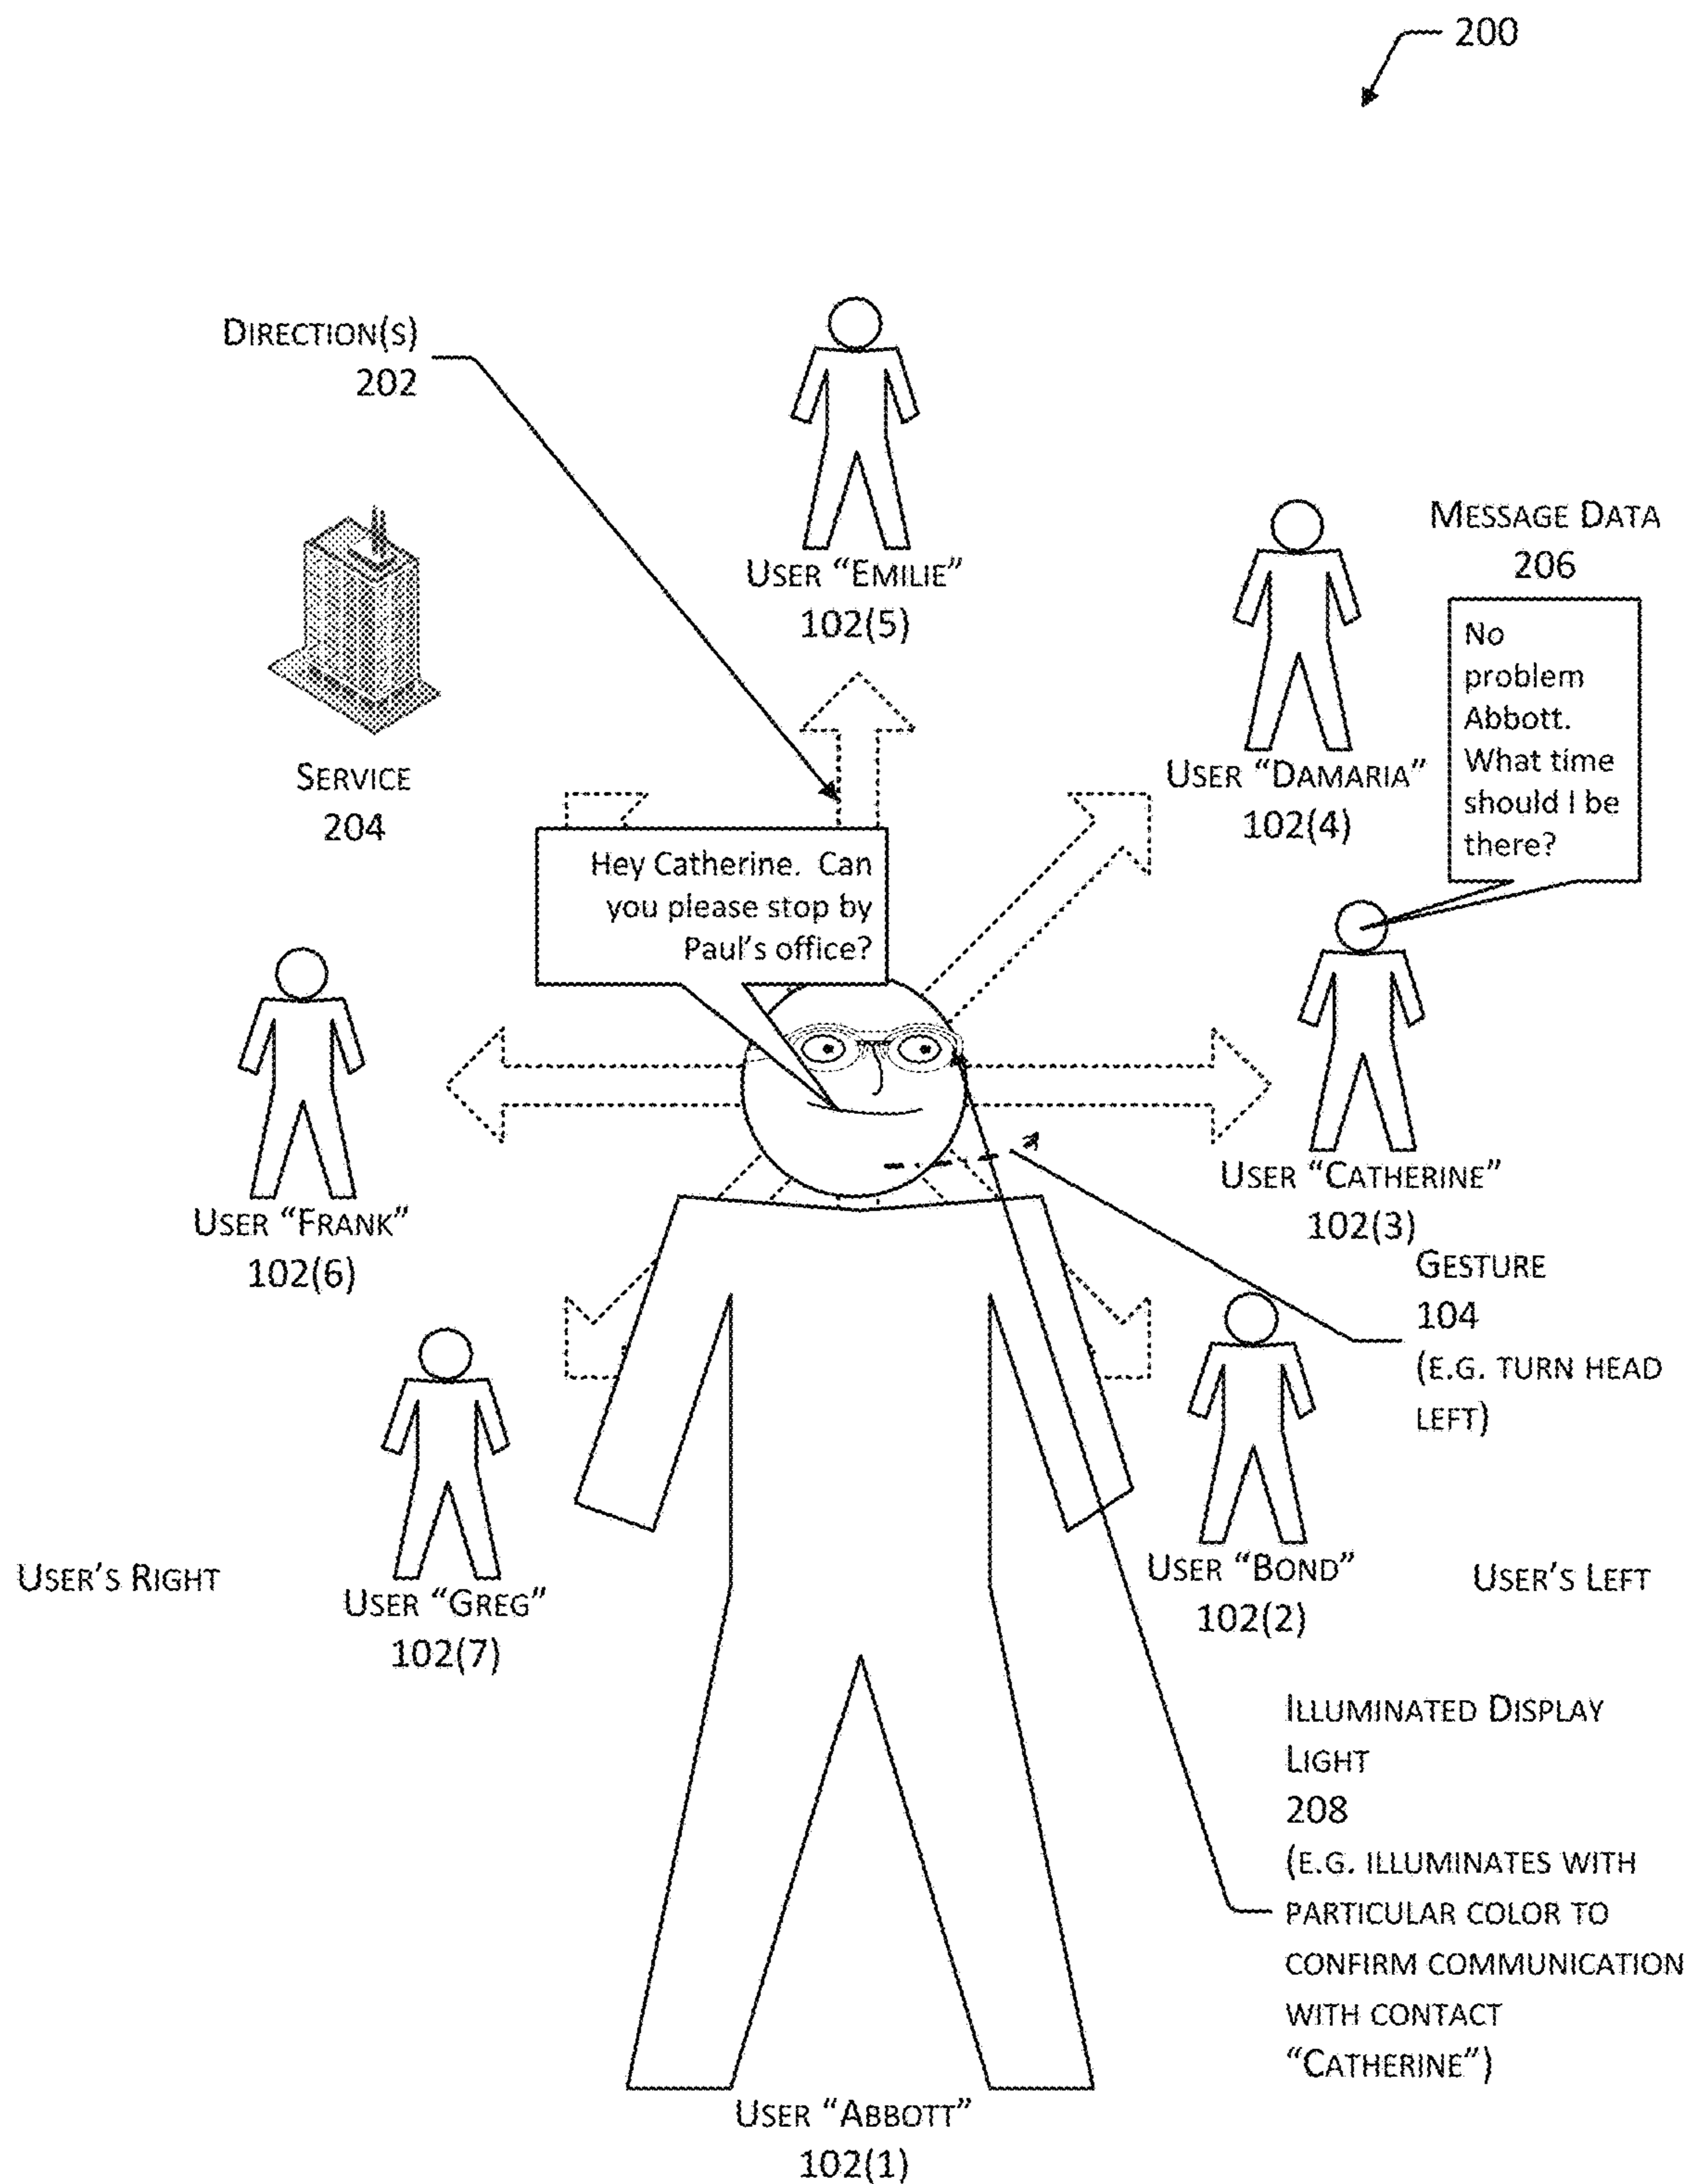 200
DIRECTION(S)
202
USER “EMILIE”
102(5)
MESSAGE DATA
206
No
problem
Abbott.
What time
should I be
there?
SERVICE
204
USER “DAMARIA”
102(4)
Hey Catherine. Can
you please stop by
Paul’s office?
USER “CATHERINE”
102(3)
USER “FRANK”
102(6)
GESTURE
104
(E.G. TURN HEAD
LEFT)
USER’S RIGHT
USER “GREG”
102(7)
USER “BOND”
102(2)
USER’S LEFT
ILLUMINATED DISPLAY
LIGHT
208
(E.G. ILLUMINATES WITH
PARTICULAR COLOR TO
CONFIRM COMMUNICATION
WITH CONTACT
“CATHERINE”)
USER “ABBOTT”
102(1)